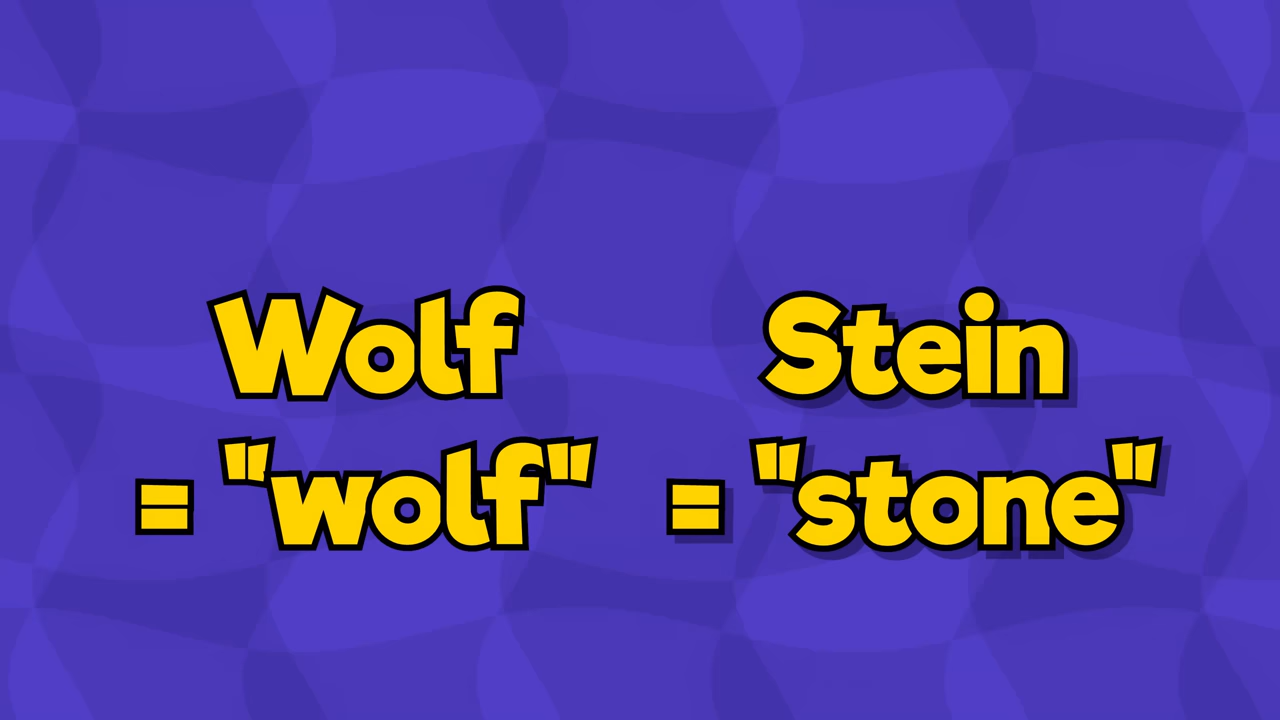 Wolf
= "wolf"
Stein
= "stone"